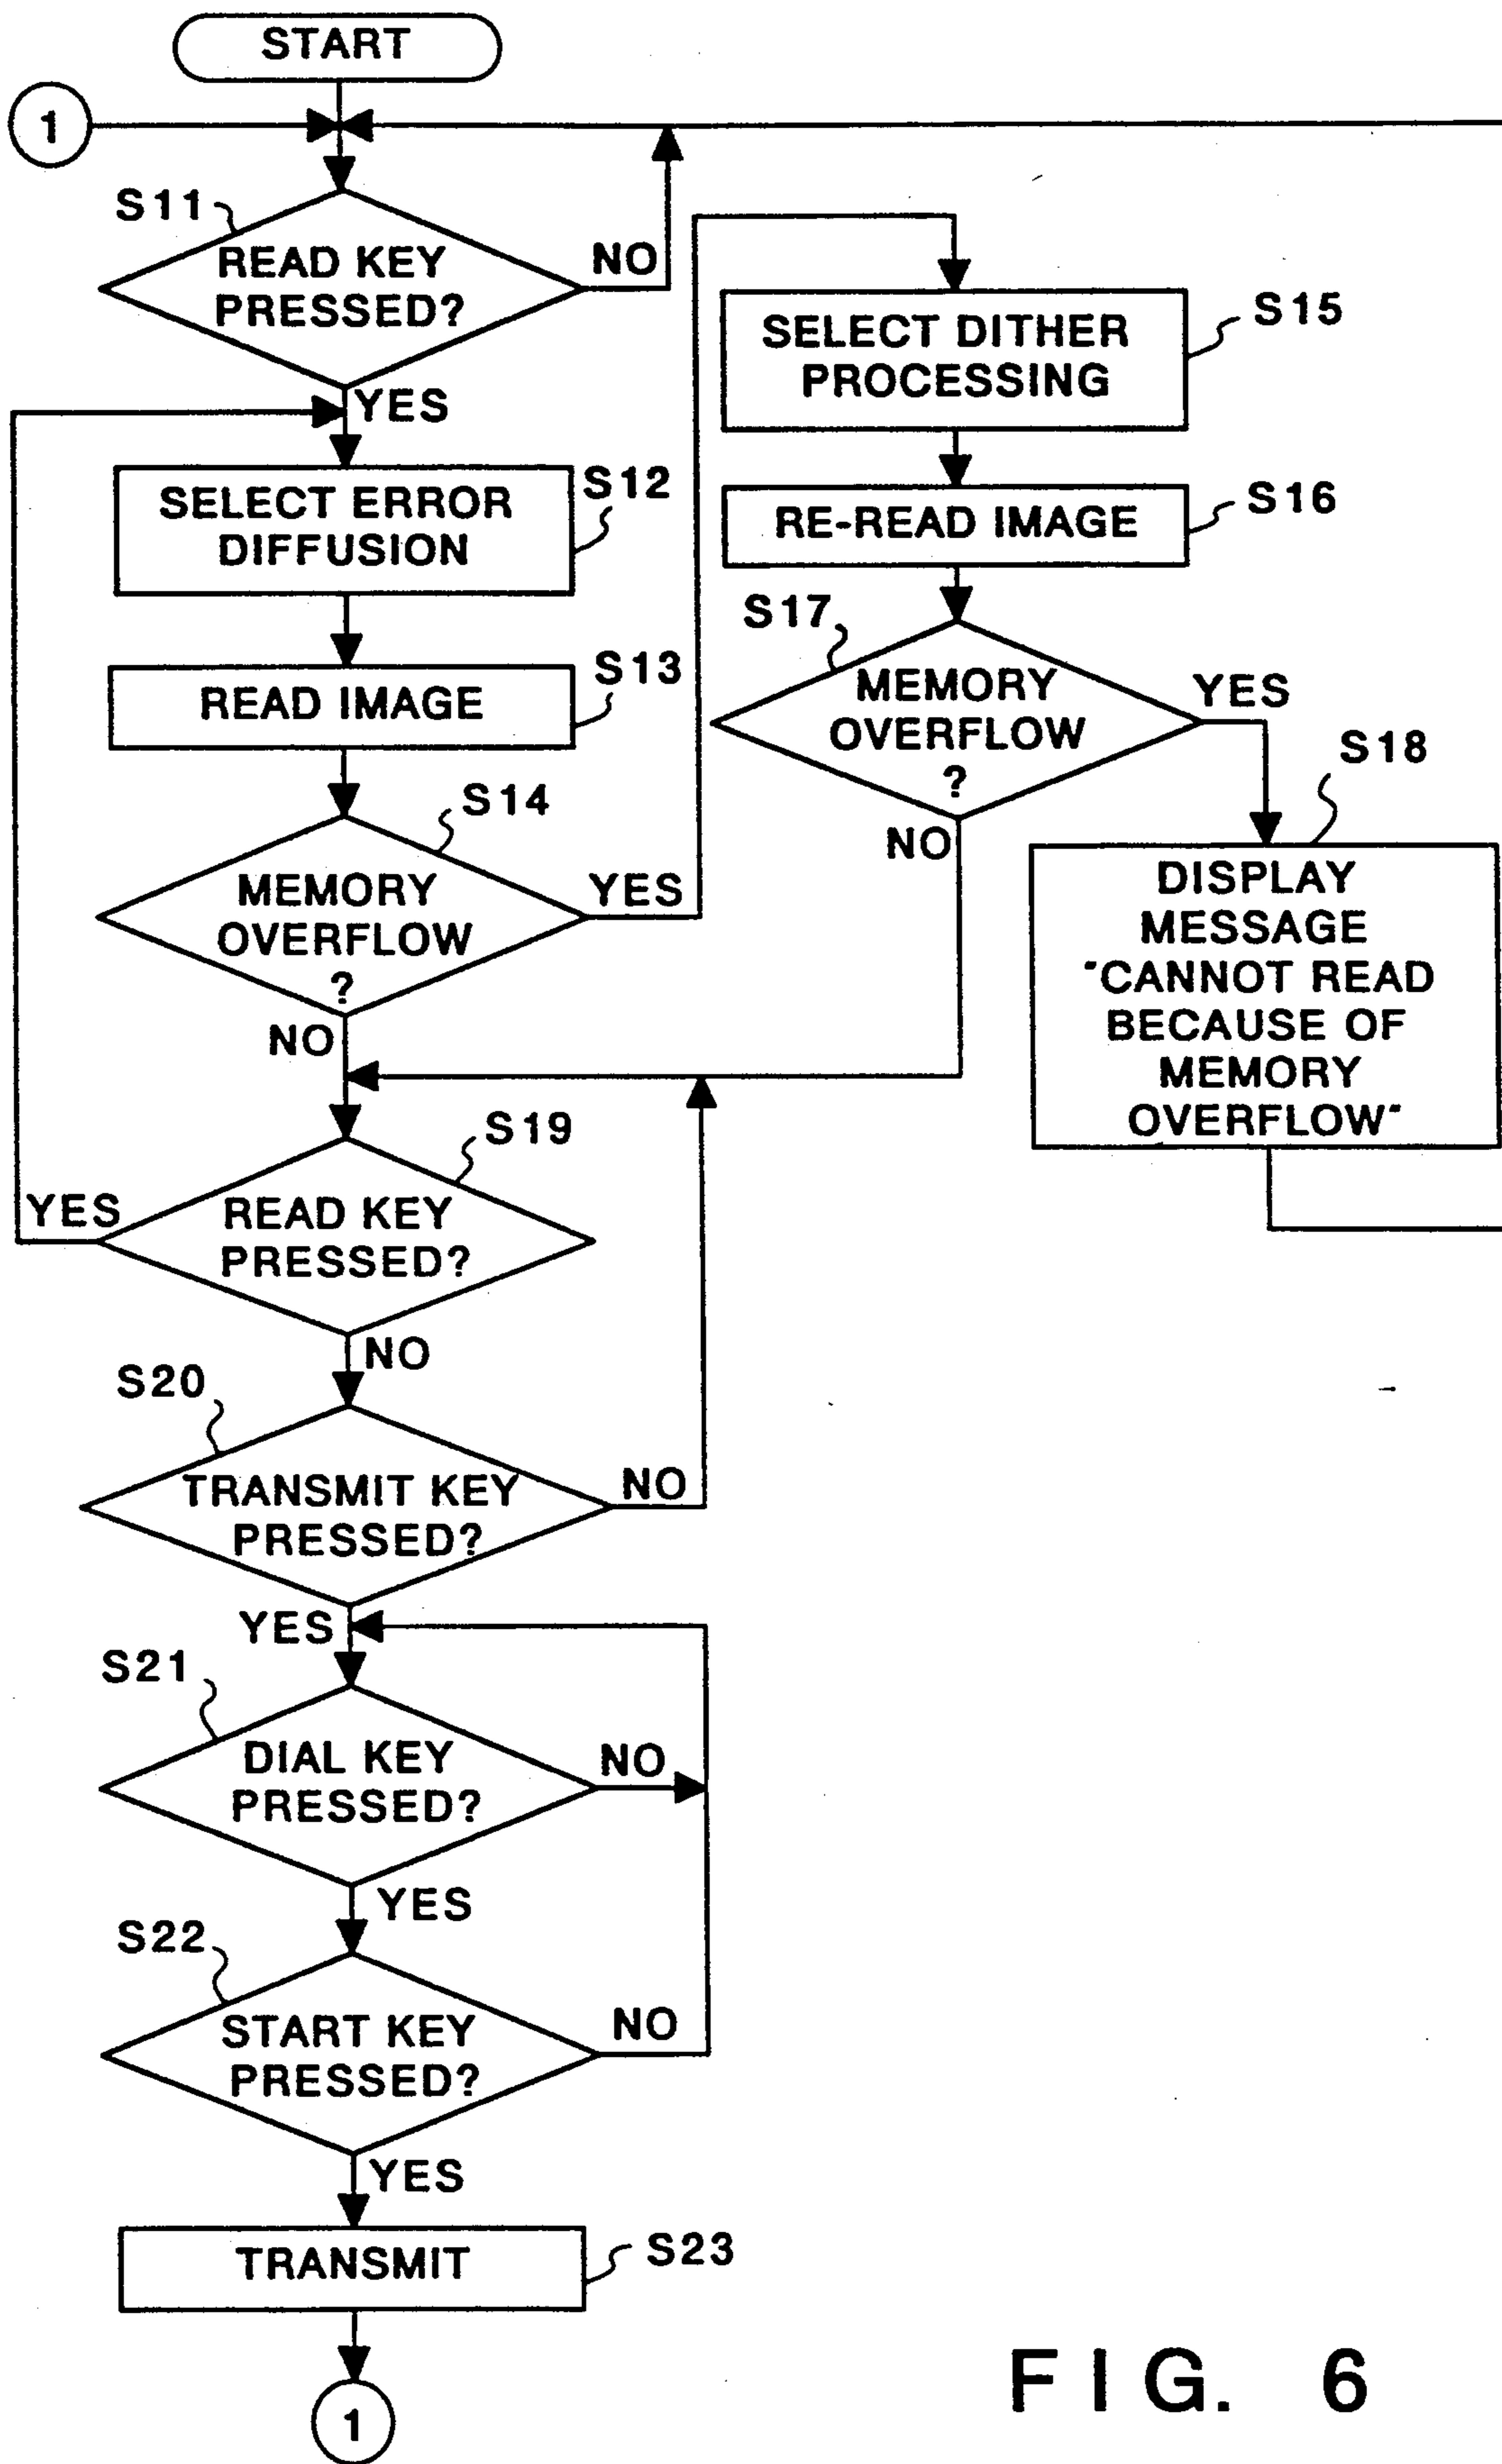 START
1
S11
READ KEY
PRESSED?
NO
YES
S12
SELECT ERROR
DIFFUSION
S13
READ IMAGE
S14
MEMORY
OVERFLOW
?
YES
NO
S15
SELECT DITHER
PROCESSING
S16
RE-READ IMAGE
S17
MEMORY
OVERFLOW
?
YES
NO
S18
DISPLAY
MESSAGE
"CANNOT READ
BECAUSE OF
MEMORY
OVERFLOW"
S19
READ KEY
PRESSED?
YES
NO
S20
TRANSMIT KEY
PRESSED?
NO
YES
S21
DIAL KEY
PRESSED?
NO
YES
S22
START KEY
PRESSED?
NO
YES
S23
TRANSMIT
1
FIG. 6